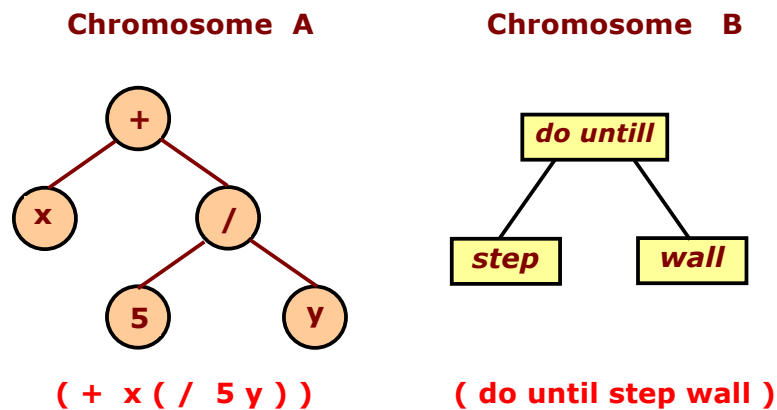 Chromosome A
+
x
/
5
y
( + x ( / 5 y ) )
Chromosome B
do untill
step
wall
( do until step wall )